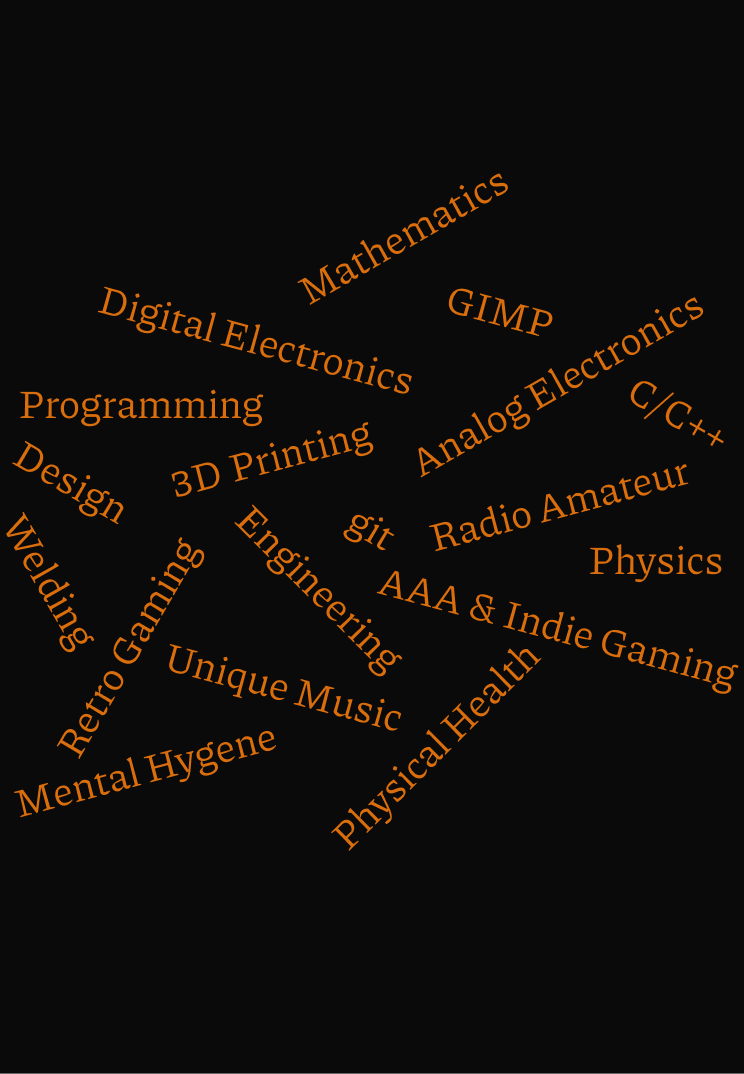 Mathematics
Digital Electronics
GIMP
Analog Electronics
C/C++
Programming
3D Printing
Design
Radio Amateur
git
Engineering
Physics
Welding
Retro Gaming
AAA & Indie Gaming
Unique Music
Physical Health
Mental Hygene